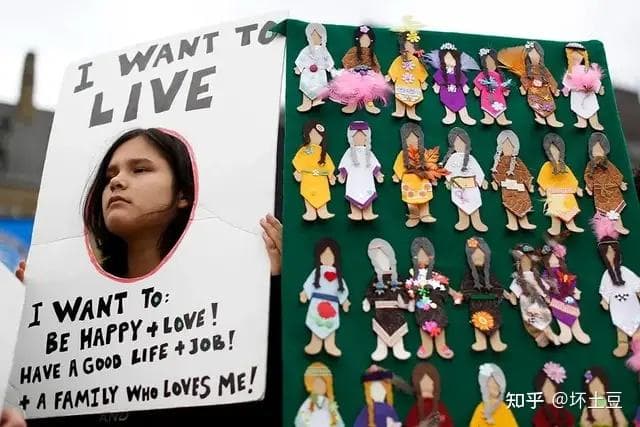 I WANT TO
LIVE
I WANT TO:
BE HAPPY + LOVE!
HAVE A GOOD LIFE + JOB!
+ A FAMILY WHO LOVES ME!
AND
知乎 @坏土豆